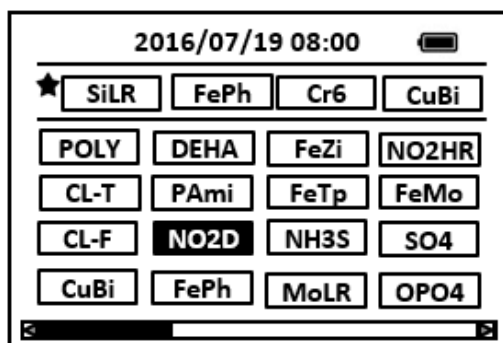 2016/07/19 08:00
SiLR FePh Cr6 CuBi
POLY DEHA FeZi NO2HR
CL-T PAmi FeTp FeMo
CL-F NO2D NH3S SO4
CuBi FePh MoLR OPO4